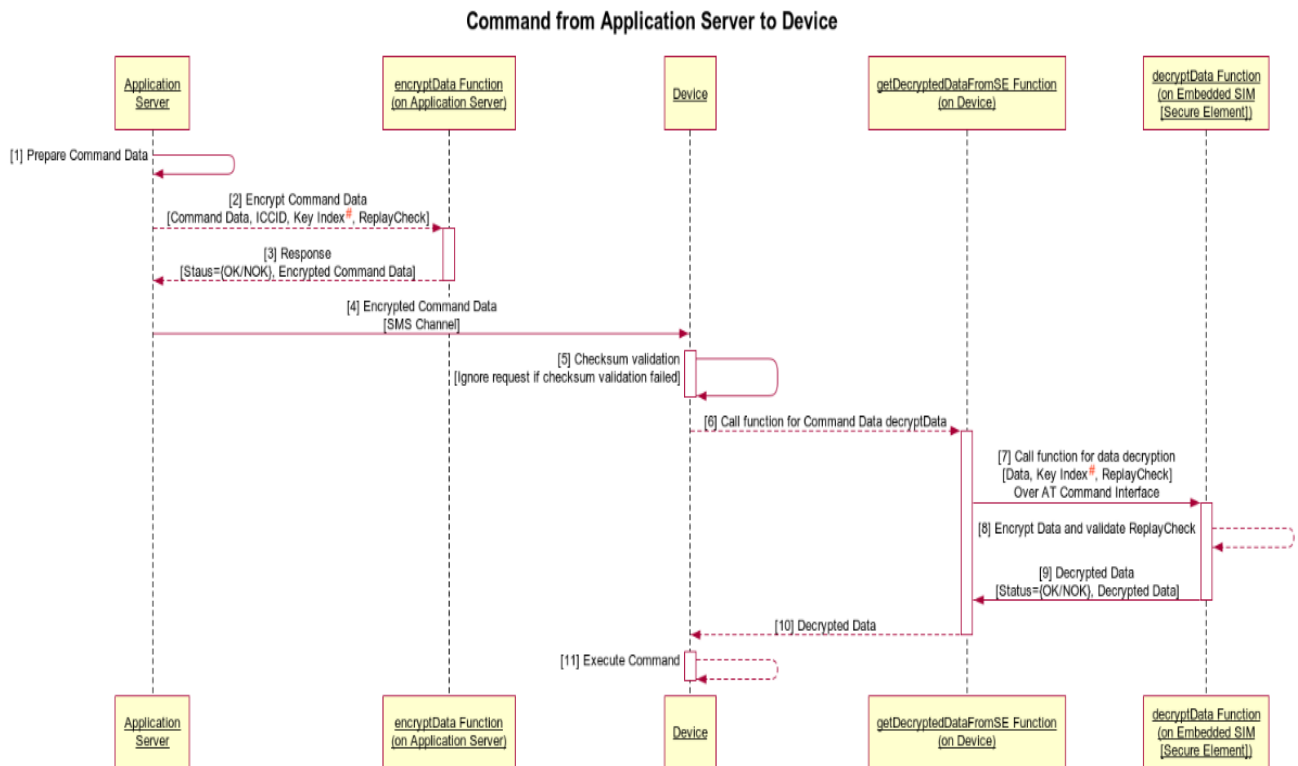 Command from Application Server to Device
Application
Server
encryptData Function
(on Application Server)
Device
getDecryptedDataFromSE Function
(on Device)
decryptData Function
(on Embedded SIM
[Secure Element])
[1] Prepare Command Data
[2] Encrypt Command Data
[Command Data, ICCID, Key Index#, ReplayCheck]
[3] Response
[Staus={OK/NOK}, Encrypted Command Data]
[4] Encrypted Command Data
[SMS Channel]
[5] Checksum validation
[Ignore request if checksum validation failed]
[6] Call function for Command Data decryptData
[7] Call function for data decryption
[Data, Key Index#, ReplayCheck]
Over AT Command Interface
[8] Encrypt Data and validate ReplayCheck
[9] Decrypted Data
[Status={OK/NOK}, Decrypted Data]
[10] Decrypted Data
[11] Execute Command
Application
Server
encryptData Function
(on Application Server)
Device
getDecryptedDataFromSE Function
(on Device)
decryptData Function
(on Embedded SIM
[Secure Element])